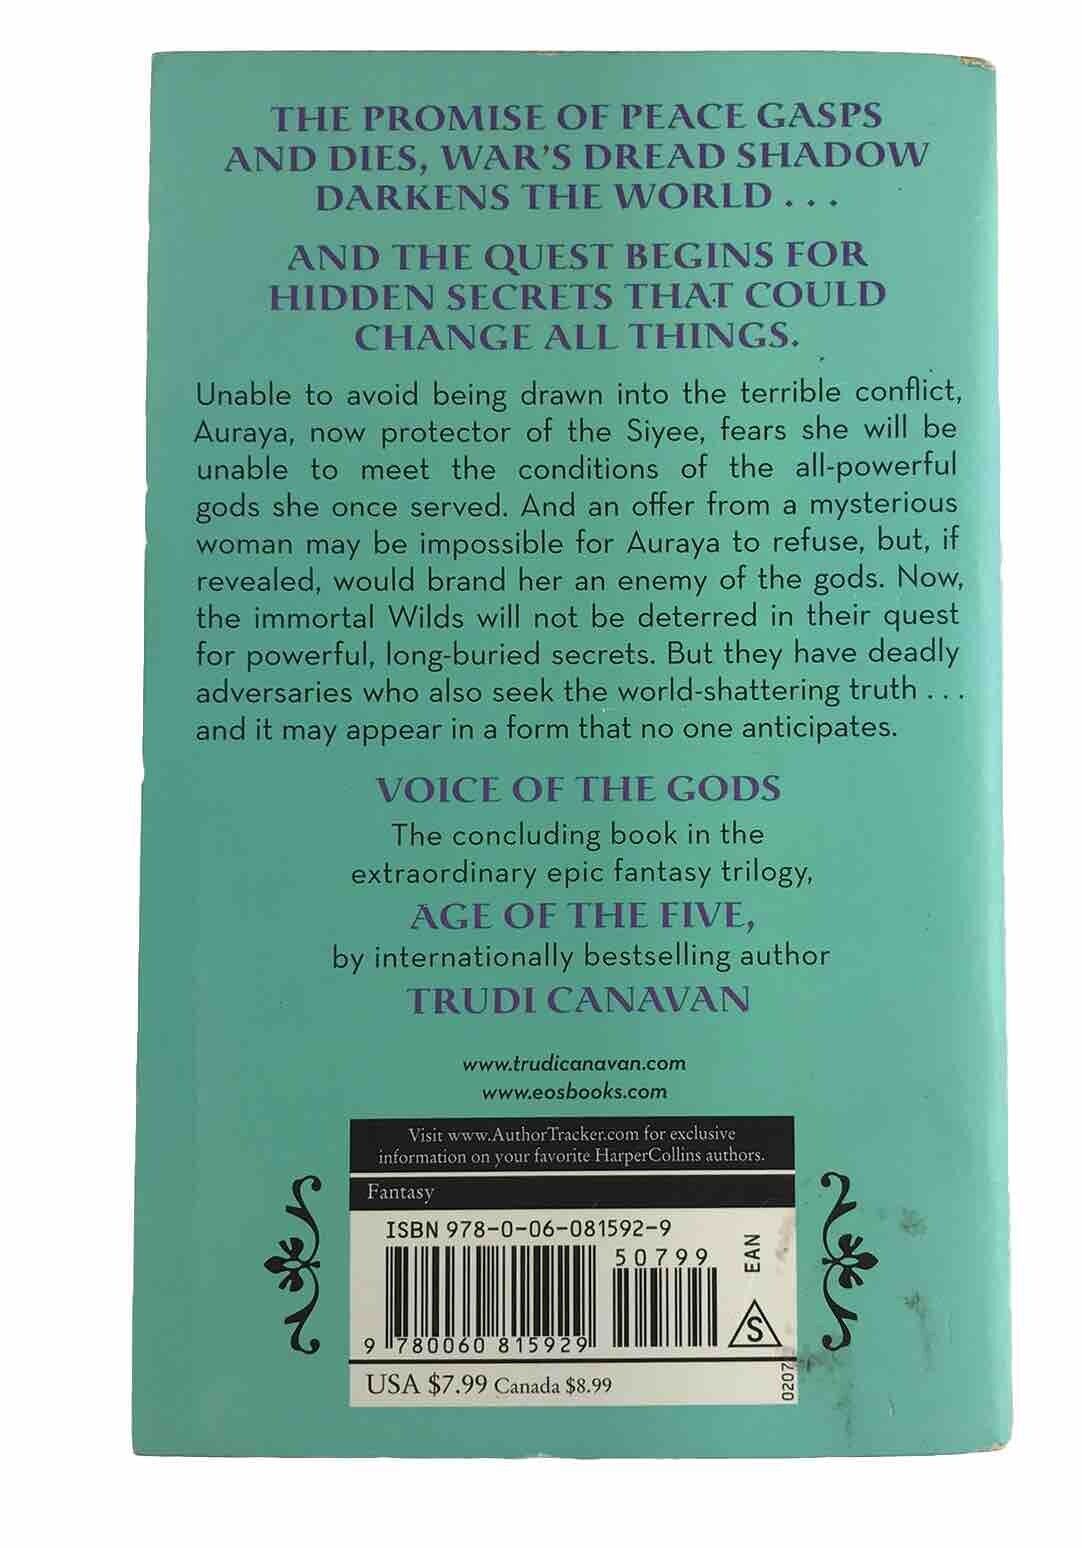 THE PROMISE OF PEACE GASPS
AND DIES, WAR'S DREAD SHADOW
DARKENS THE WORLD . . .
AND THE QUEST BEGINS FOR
HIDDEN SECRETS THAT COULD
CHANGE ALL THINGS.
Unable to avoid being drawn into the terrible conflict,
Auraya, now protector of the Siyee, fears she will be
unable to meet the conditions of the all-powerful
gods she once served. And an offer from a mysterious
woman may be impossible for Auraya to refuse, but, if
revealed, would brand her an enemy of the gods. Now,
the immortal Wilds will not be deterred in their quest
for powerful, long-buried secrets. But they have deadly
adversaries who also seek the world-shattering truth . . .
and it may appear in a form that no one anticipates.
VOICE OF THE GODS
The concluding book in the
extraordinary epic fantasy trilogy,
AGE OF THE FIVE,
by internationally bestselling author
TRUDI CANAVAN
www.trudicanavan.com
www.eosbooks.com
Visit www.AuthorTracker.com for exclusive
information on your favorite HarperCollins authors.
Fantasy
ISBN 978-0-06-081592-9
50799
EAN
S
9 780060 815929
USA $7.99 Canada $8.99
0207